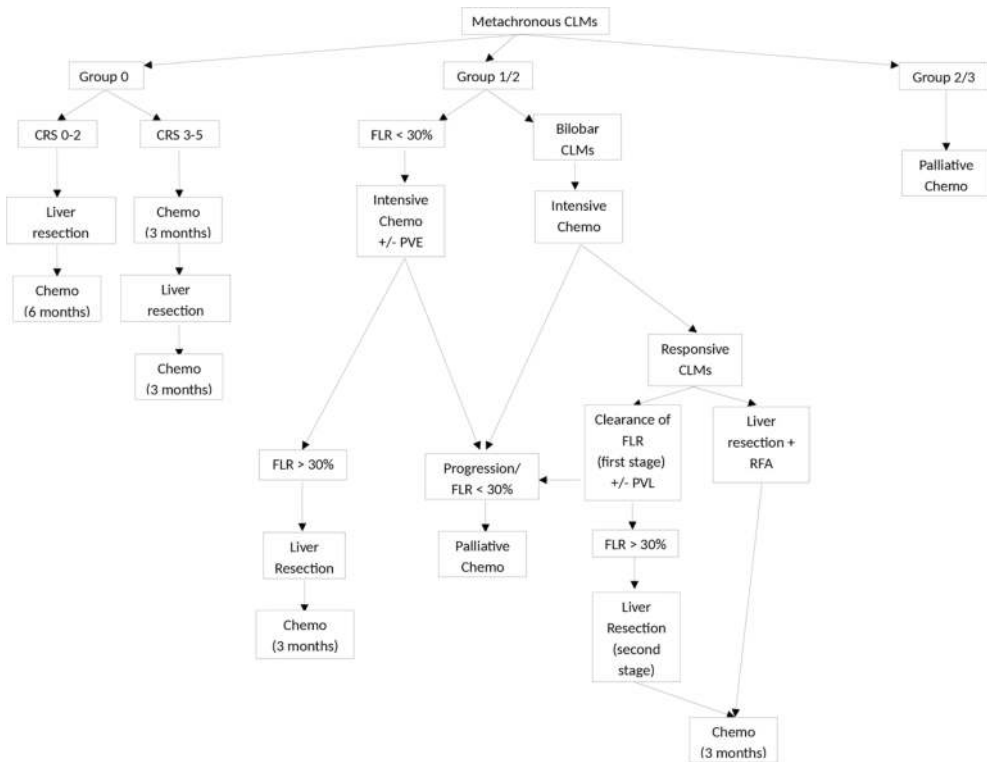 Metachronous CLMs
Group 0
Group 1/2
Group 2/3
CRS 0-2
CRS 3-5
FLR < 30%
Bilobar
CLMs
Palliative
Chemo
Liver
resection
Chemo
(3 months)
Intensive
Chemo
+/- PVE
Intensive
Chemo
Chemo
(6 months)
Liver
resection
Chemo
(3 months)
Responsive
CLMs
FLR > 30%
Progression/
FLR < 30%
Clearance of
FLR
(first stage)
+/- PVL
Liver
resection +
RFA
Liver
Resection
Palliative
Chemo
FLR > 30%
Chemo
(3 months)
Liver
Resection
(second
stage)
Chemo
(3 months)